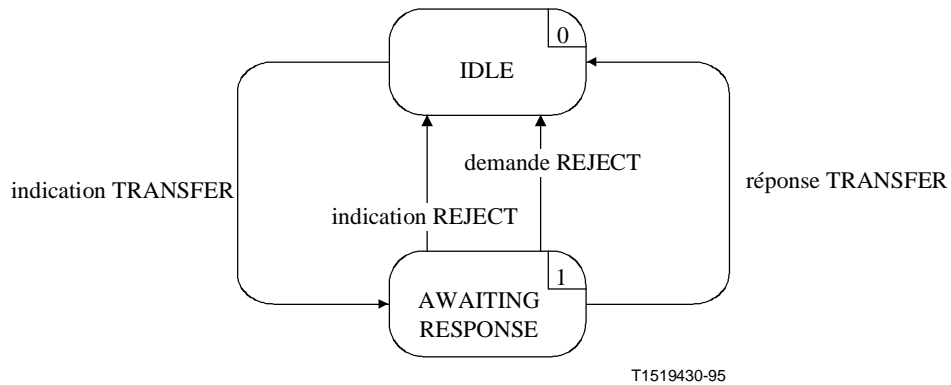 0
IDLE
demande REJECT
indication TRANSFER
réponse TRANSFER
indication REJECT
1
AWAITING
RESPONSE
T1519430-95